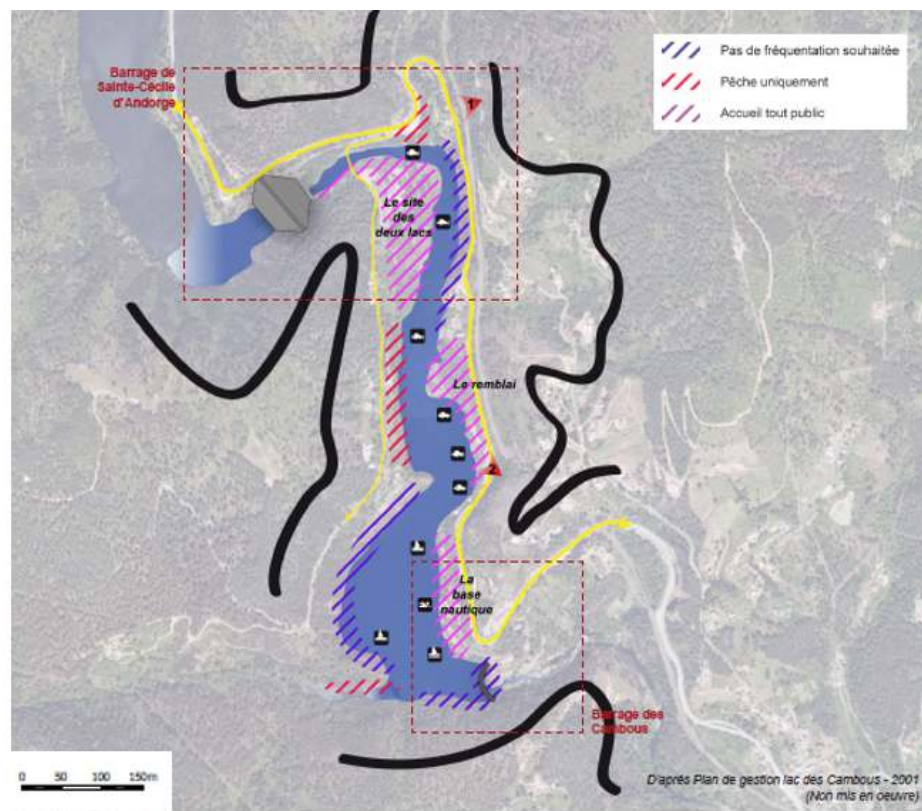 Pas de fréquentation souhaitée
Pêche uniquement
Accueil tout public
Barrage de
Sainte-Cécile
d'Andorge
1
Le site
des
deux lacs
Le remblai
2
La
base
nautique
Barrage des
Cambous
0 50 100 150m
D'après Plan de gestion lac des Cambous - 2001
(Non mis en oeuvre)